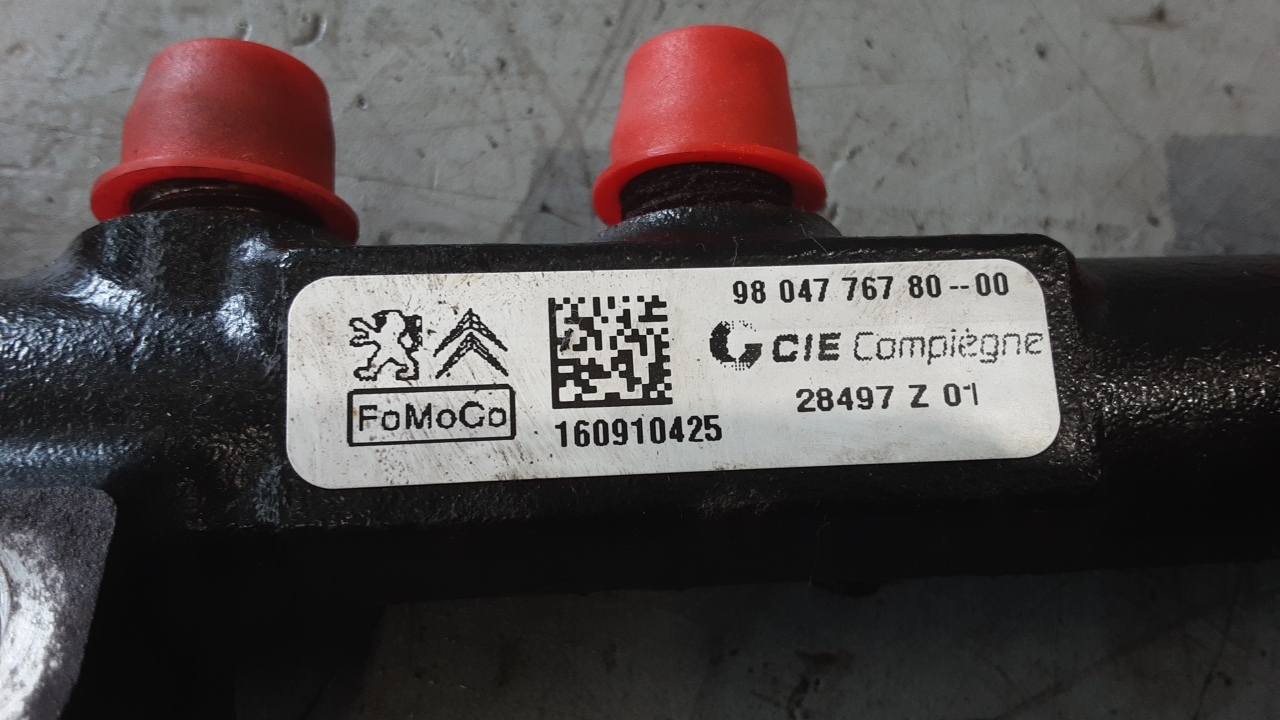 FoMoCo
160910425
98 047 767 80--00
CIE Compiègne
28497 Z 01